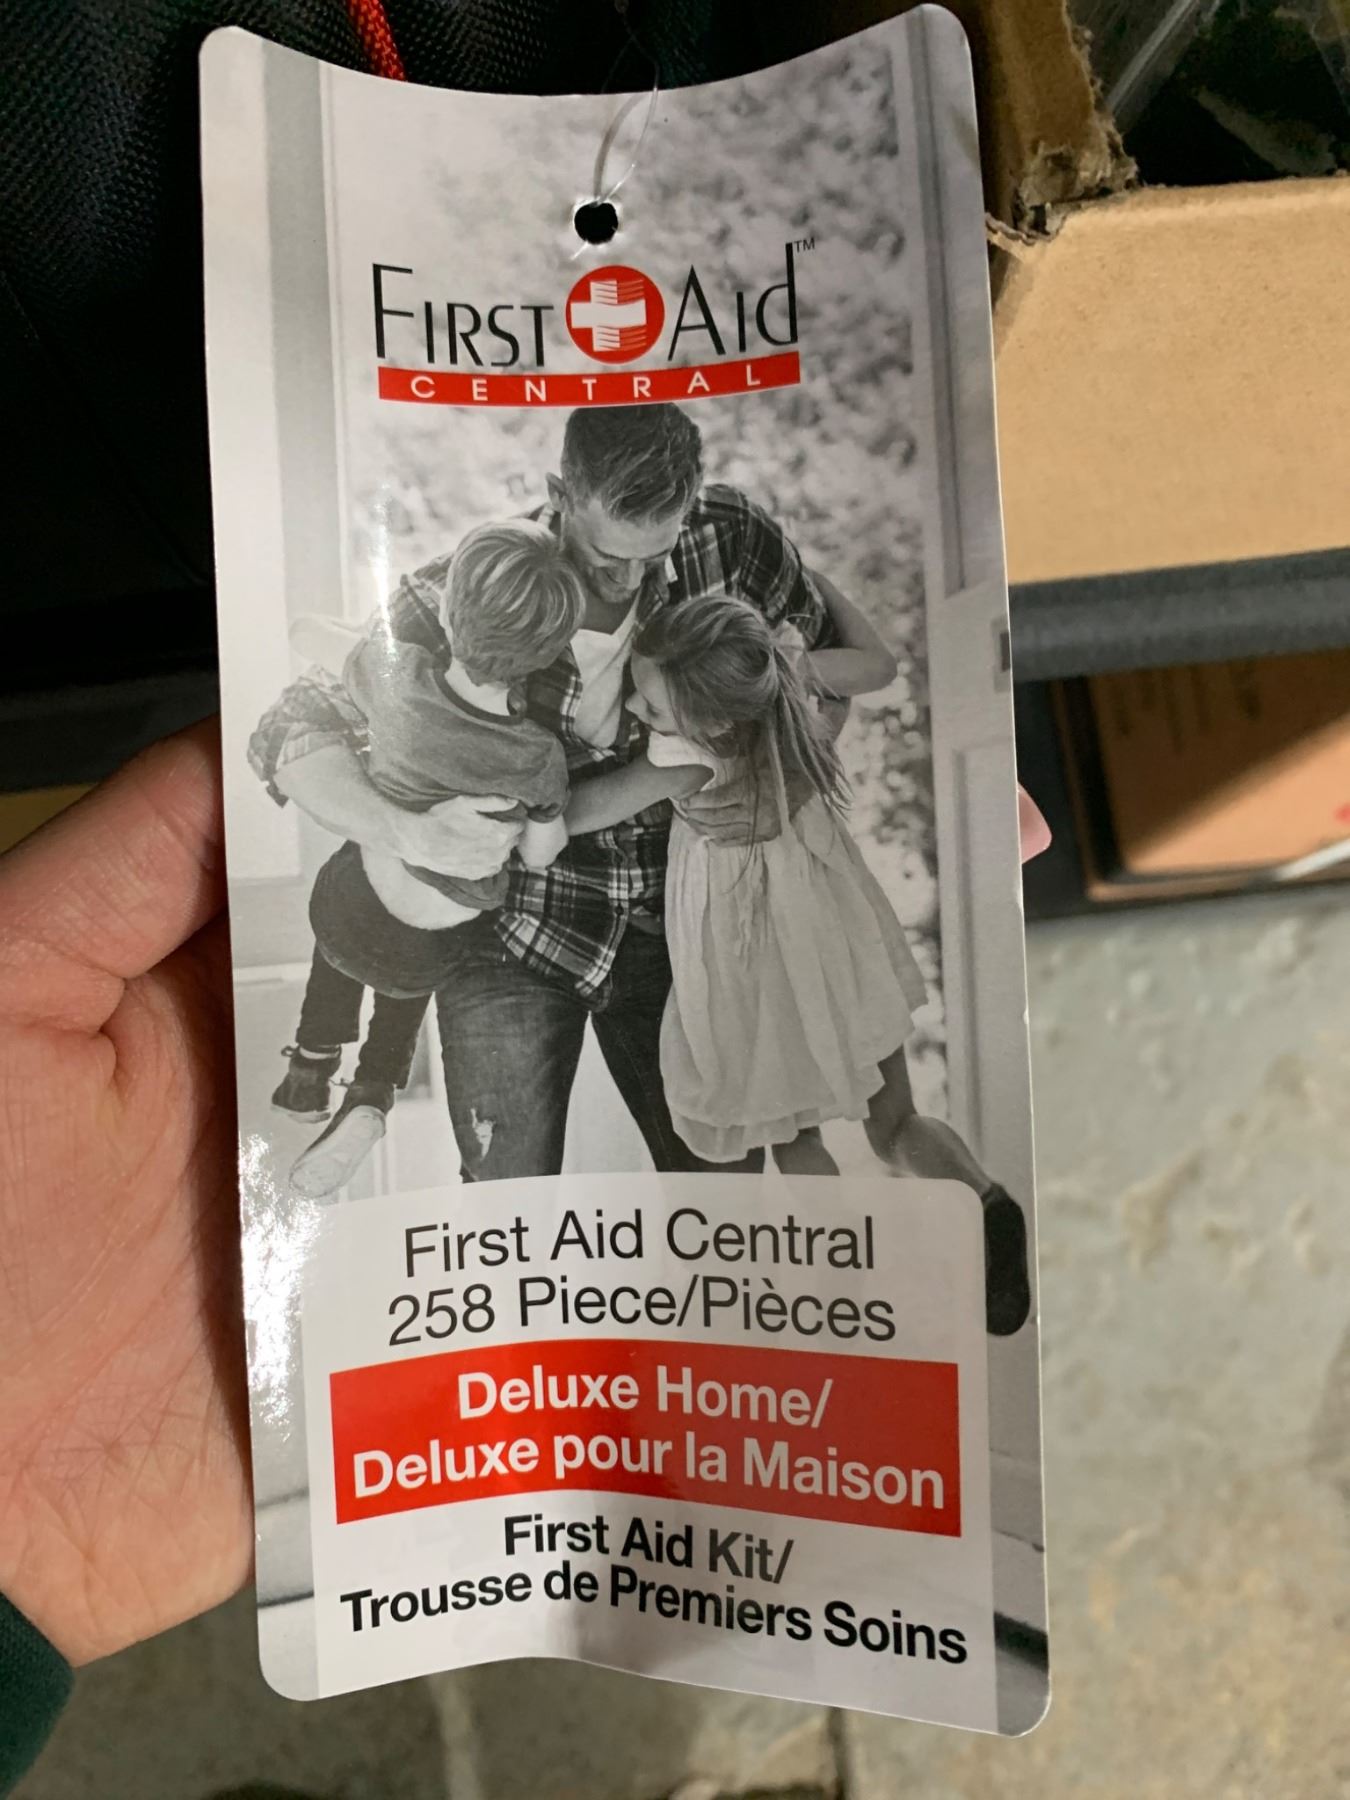 FIRST AID™
CENTRAL
First Aid Central
258 Piece/Pièces
Deluxe Home/
Deluxe pour la Maison
First Aid Kit/
Trousse de Premiers Soins